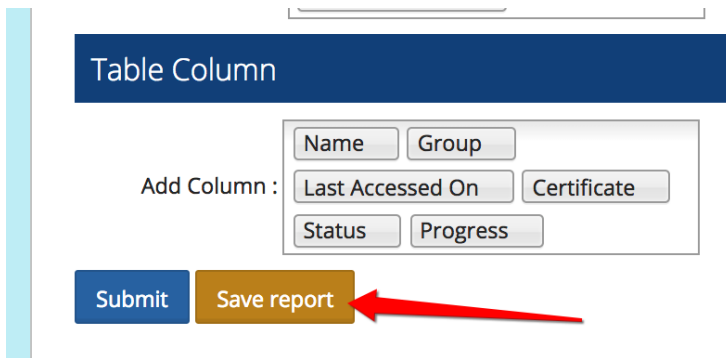 Table Column
Name Group
Add Column : Last Accessed On Certificate
Status Progress
Submit Save report